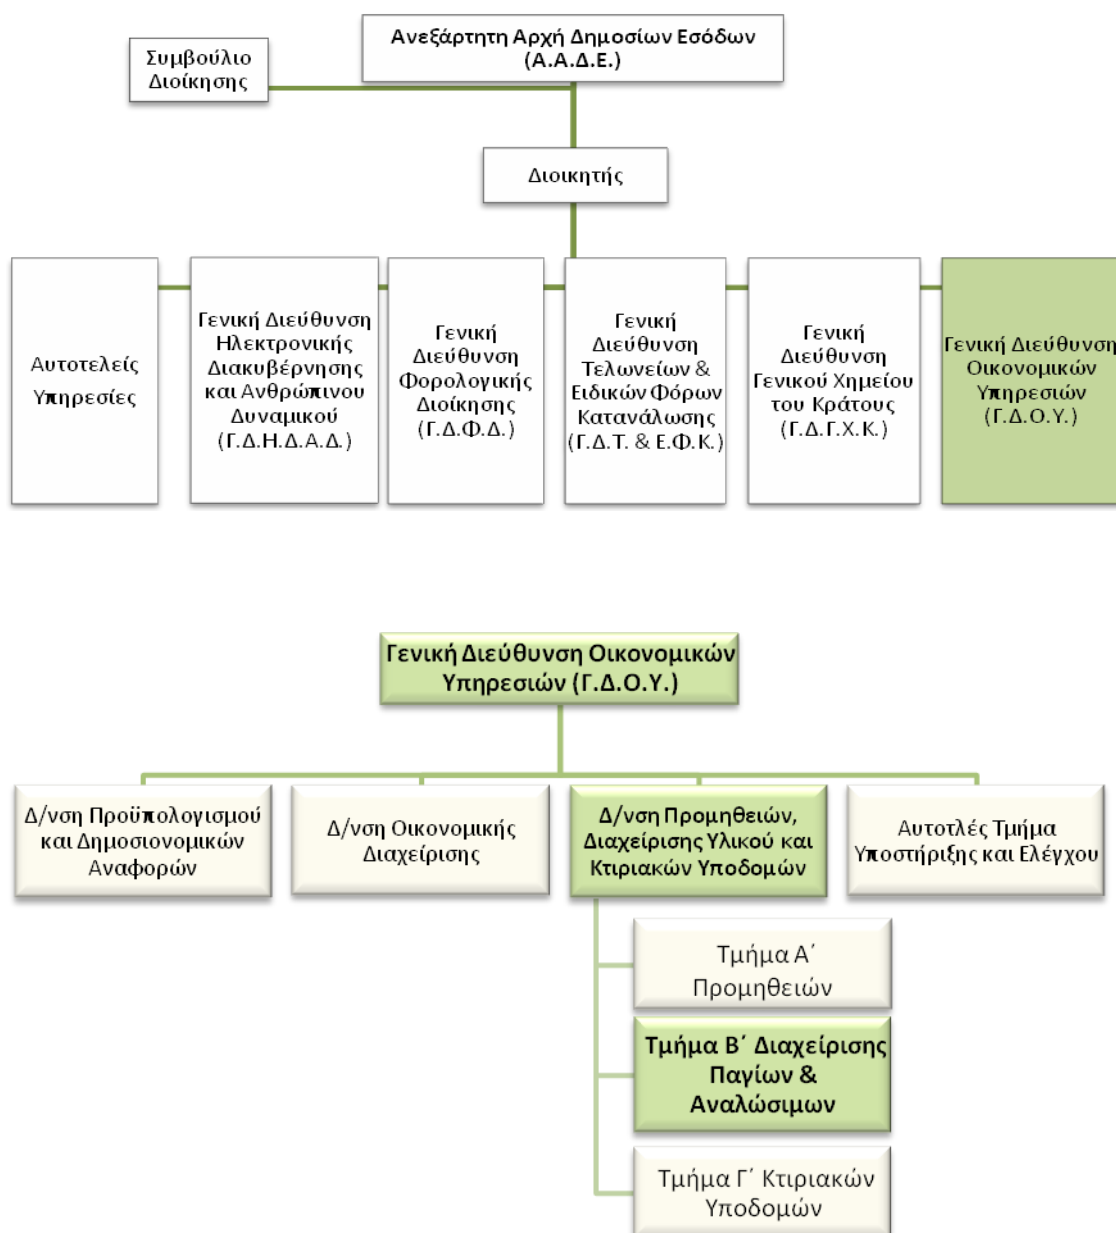 Ανεξάρτητη Αρχή Δημοσίων Εσόδων
(Α.Α.Δ.Ε.)
Συμβούλιο
Διοίκησης
Διοικητής
Αυτοτελείς
Υπηρεσίες
Γενική Διεύθυνση
Ηλεκτρονικής
Διακυβέρνησης
και Ανθρώπινου
Δυναμικού
(Γ.Δ.Η.Δ.Α.Δ.)
Γενική
Διεύθυνση
Φορολογικής
Διοίκησης
(Γ.Δ.Φ.Δ.)
Γενική
Διεύθυνση
Τελωνείων &
Ειδικών Φόρων
Κατανάλωσης
(Γ.Δ.Τ. & Ε.Φ.Κ.)
Γενική
Διεύθυνση
Γενικού Χημείου
του Κράτους
(Γ.Δ.Γ.Χ.Κ.)
Γενική Διεύθυνση
Οικονομικών
Υπηρεσιών
(Γ.Δ.Ο.Υ.)
Γενική Διεύθυνση Οικονομικών
Υπηρεσιών (Γ.Δ.Ο.Υ.)
Δ/νση Προϋπολογισμού
και Δημοσιονομικών
Αναφορών
Δ/νση Οικονομικής
Διαχείρισης
Δ/νση Προμηθειών,
Διαχείρισης Υλικού και
Κτιριακών Υποδομών
Αυτοτλές Τμήμα
Υποστήριξης και Ελέγχου
Τμήμα Α΄
Προμηθειών
Τμήμα Β΄ Διαχείρισης
Παγίων &
Αναλώσιμων
Τμήμα Γ΄ Κτιριακών
Υποδομών